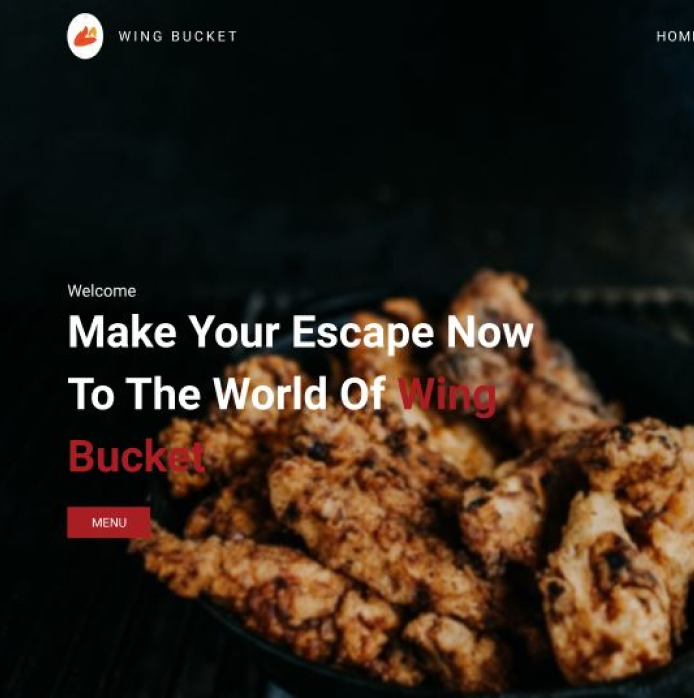 WING BUCKET
HOM
Welcome
Make Your Escape Now
To The World Of Wing
Bucket
MENU